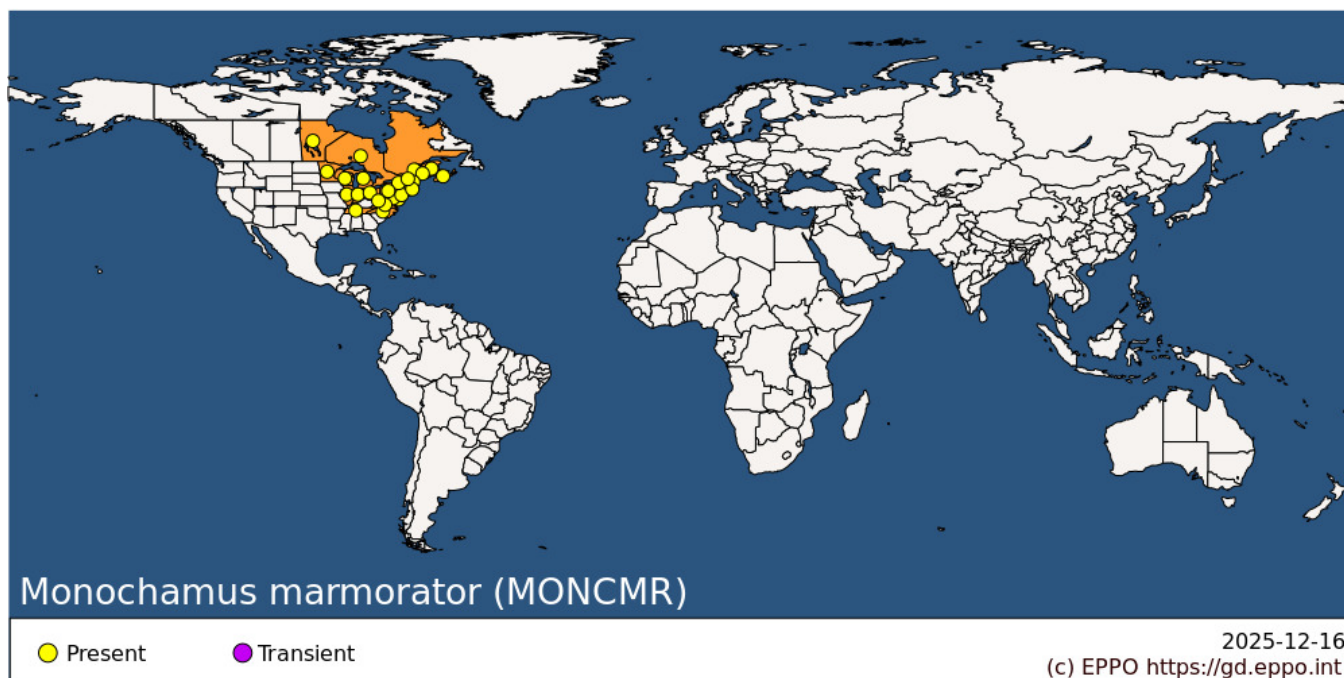 Monochamus marmorator (MONCMR)
Present
Transient
2025-12-16
(c) EPPO https://gd.eppo.int